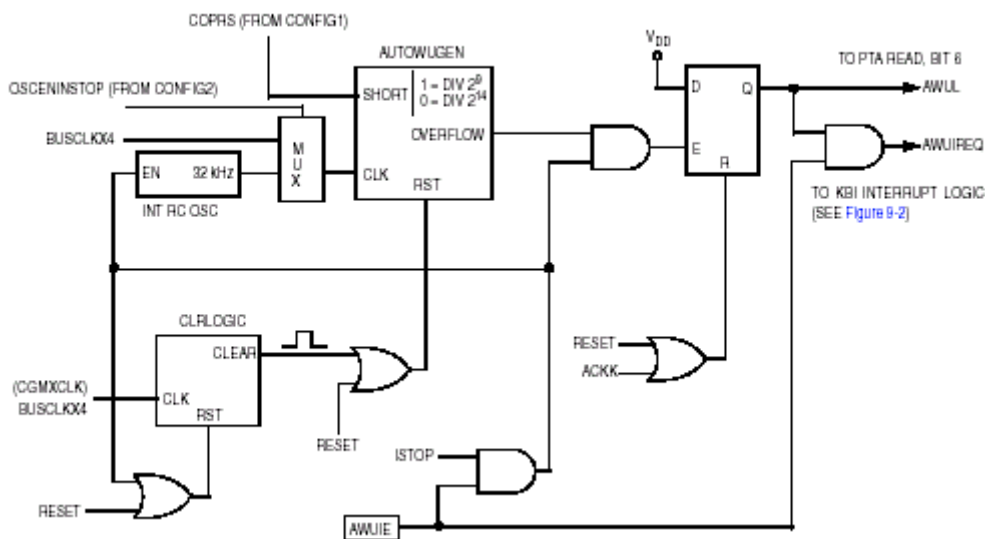 COPRS (FROM CONFIG1)
AUTOWUGEN
V_DD
TO PTA READ, BIT 6
OSCENINSTOP (FROM CONFIG2)
SHORT
1 = DIV 2^9
0 = DIV 2^14
D
Q
AWUL
BUSCLKX4
OVERFLOW
MUX
E
AWUIREQ
EN
32 kHz
CLK
RST
R
INT RC OSC
TO KBI INTERRUPT LOGIC
(SEE Figure 9-2)
CLRLOGIC
CLEAR
RESET
ACKK
(CGMXCLK)
BUSCLKX4
CLK
RST
RESET
ISTOP
RESET
AWUIE